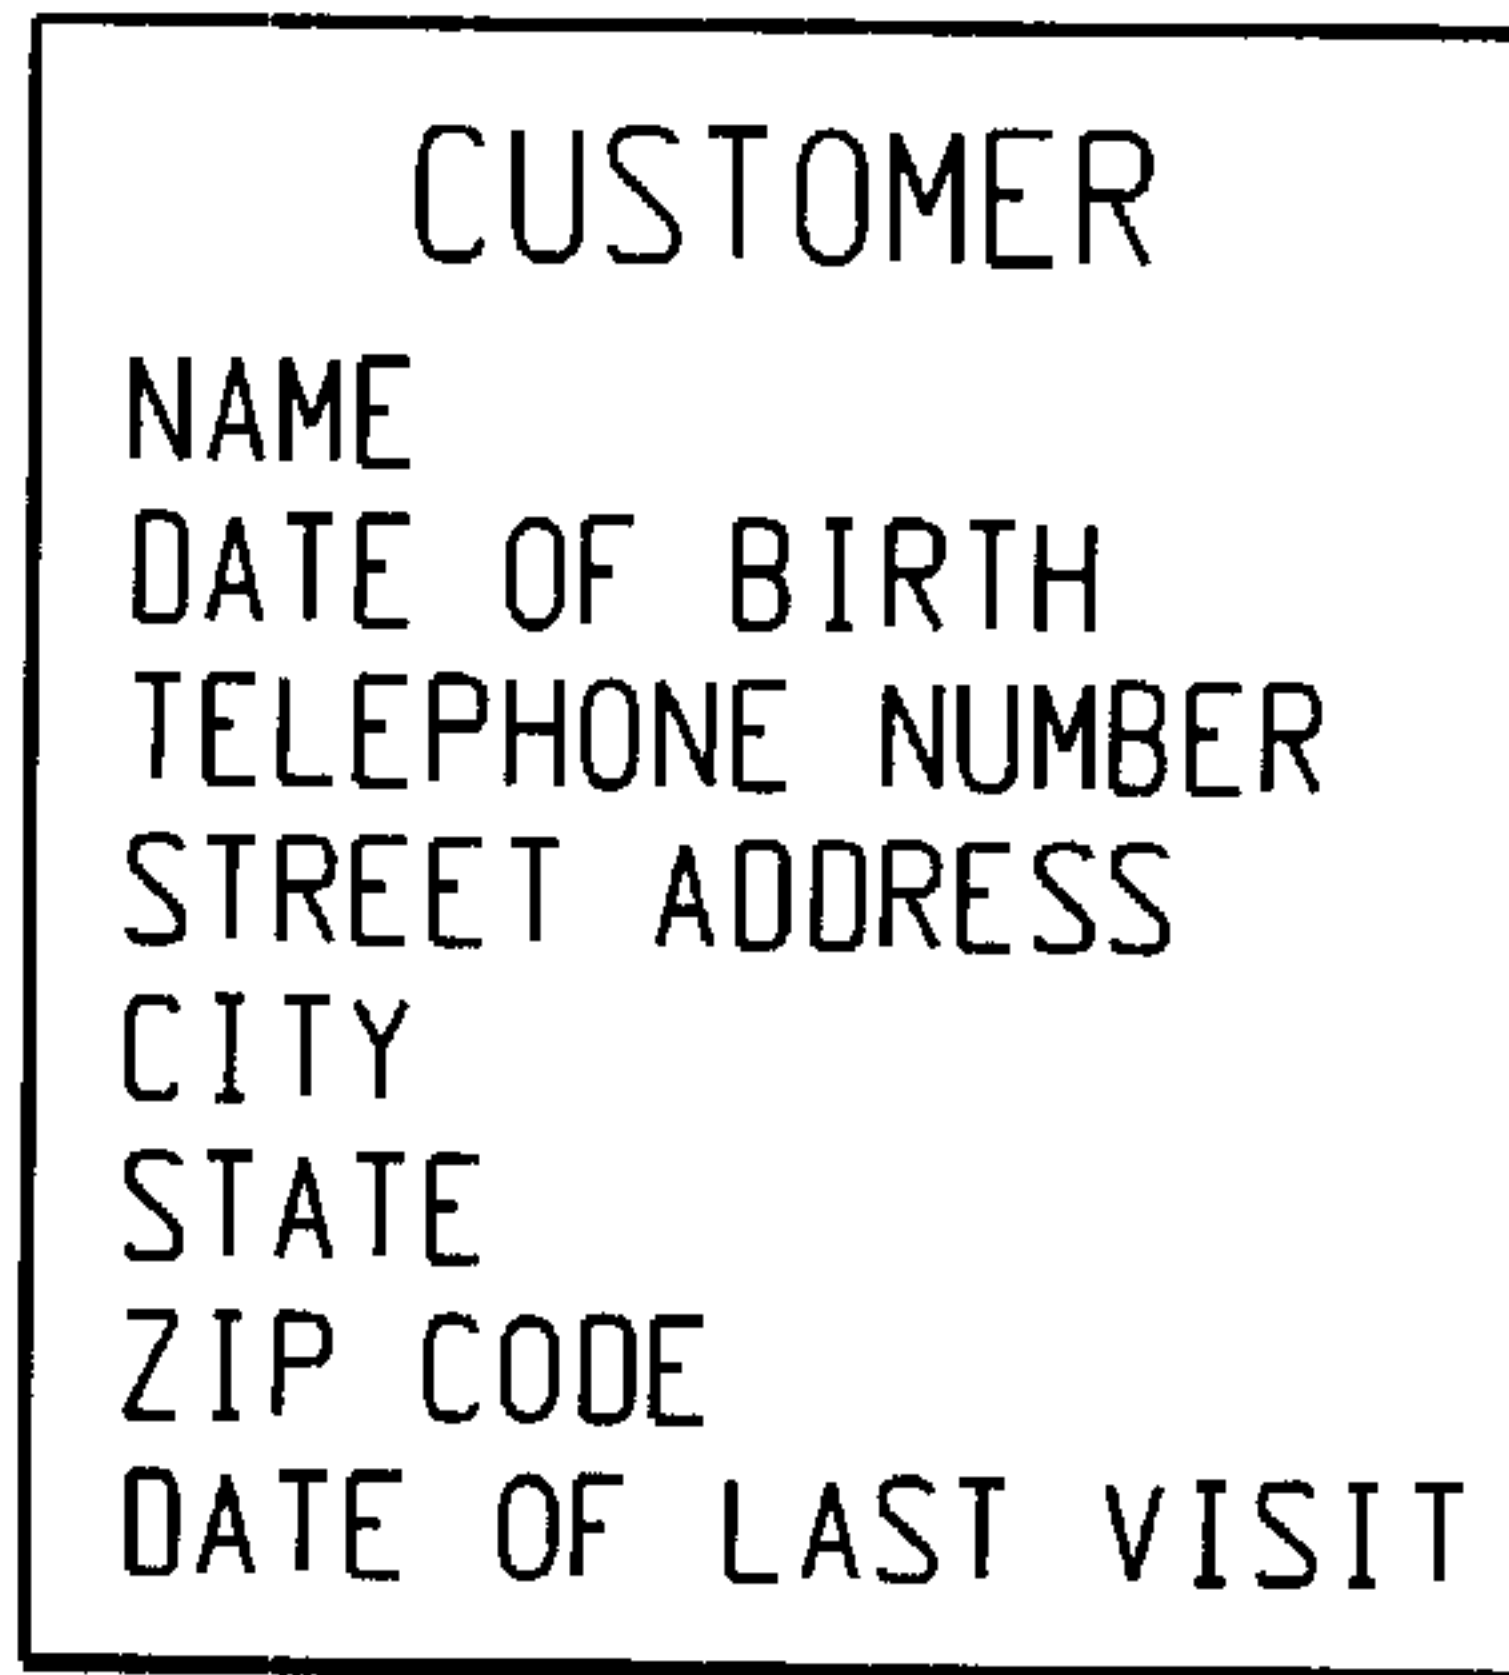 CUSTOMER
NAME
DATE OF BIRTH
TELEPHONE NUMBER
STREET ADDRESS
CITY
STATE
ZIP CODE
DATE OF LAST VISIT